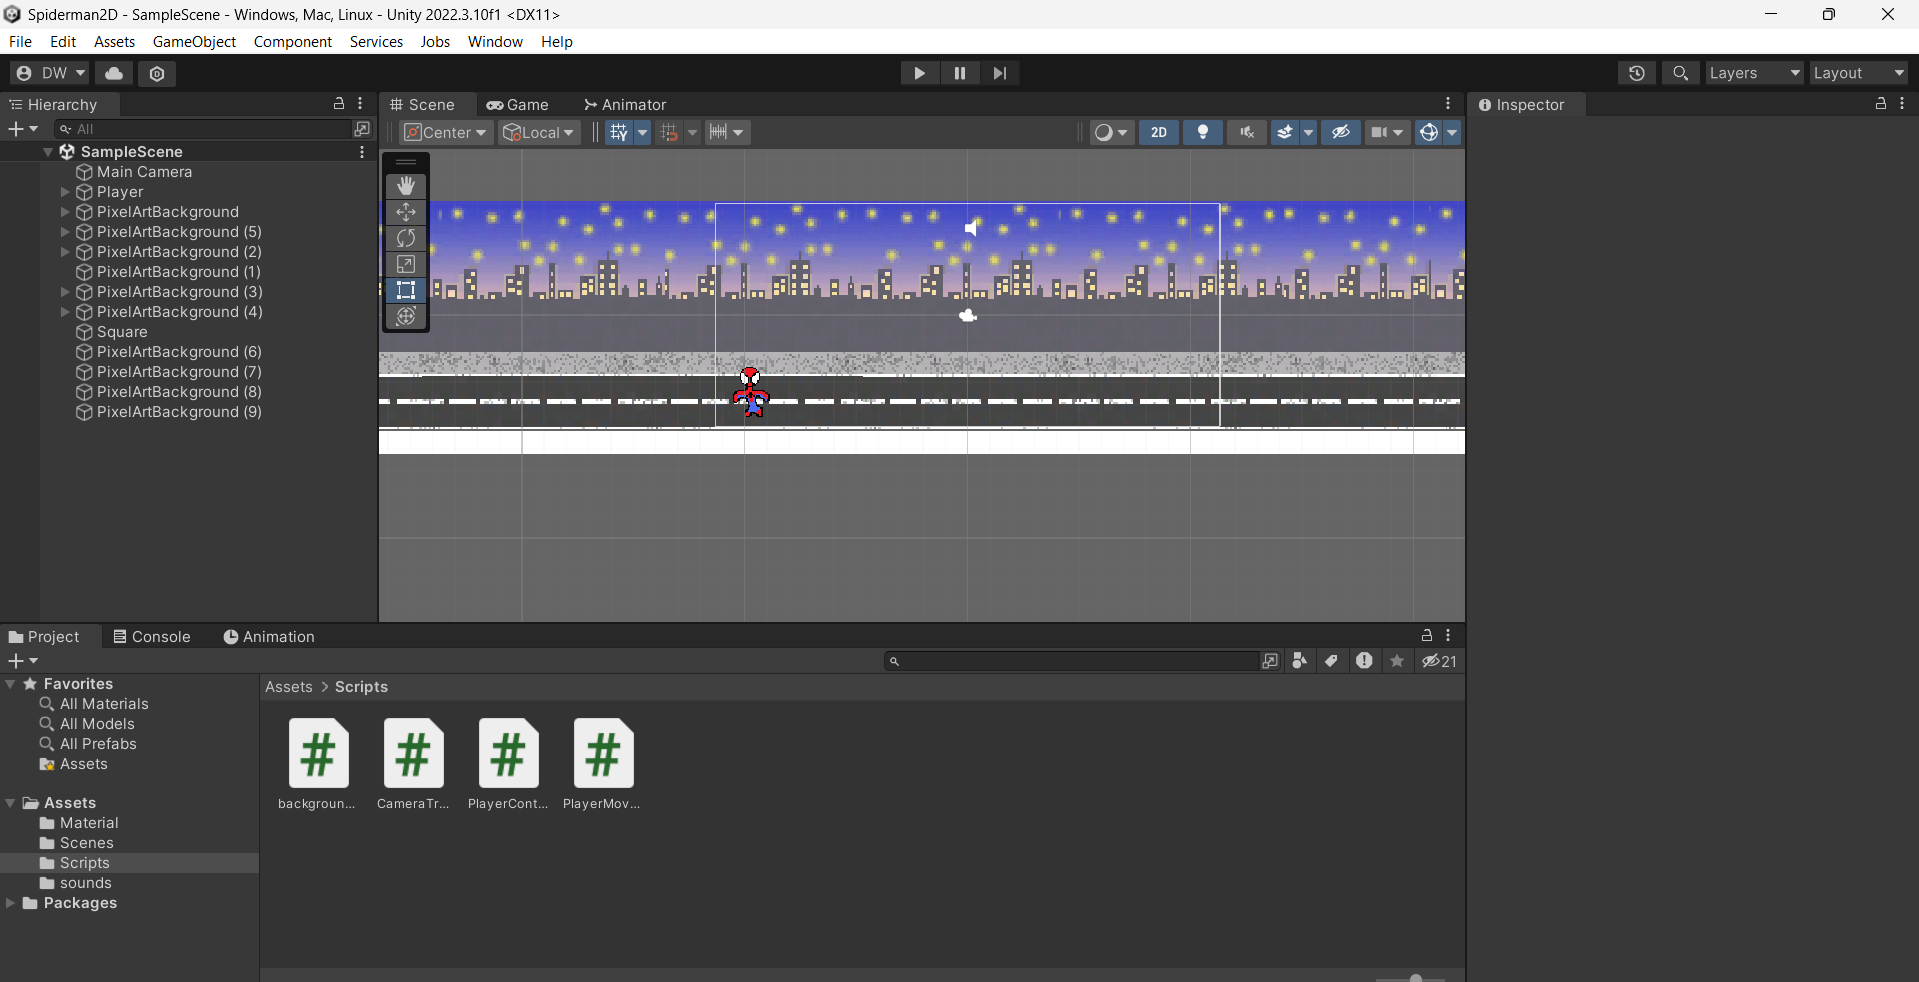 Spiderman2D - SampleScene - Windows, Mac, Linux - Unity 2022.3.10f1 <DX11>
File Edit Assets GameObject Component Services Jobs Window Help
DW Layers Layout
Hierarchy
All
SampleScene
Main Camera
Player
PixelArtBackground
PixelArtBackground (5)
PixelArtBackground (2)
PixelArtBackground (1)
PixelArtBackground (3)
PixelArtBackground (4)
Square
PixelArtBackground (6)
PixelArtBackground (7)
PixelArtBackground (8)
PixelArtBackground (9)
Scene Game Animator
Center Local 2D
Inspector
Project Console Animation
21
Favorites
All Materials
All Models
All Prefabs
Assets
Assets
Material
Scenes
Scripts
sounds
Packages
Assets > Scripts
backgroun... CameraTr... PlayerCont... PlayerMov...